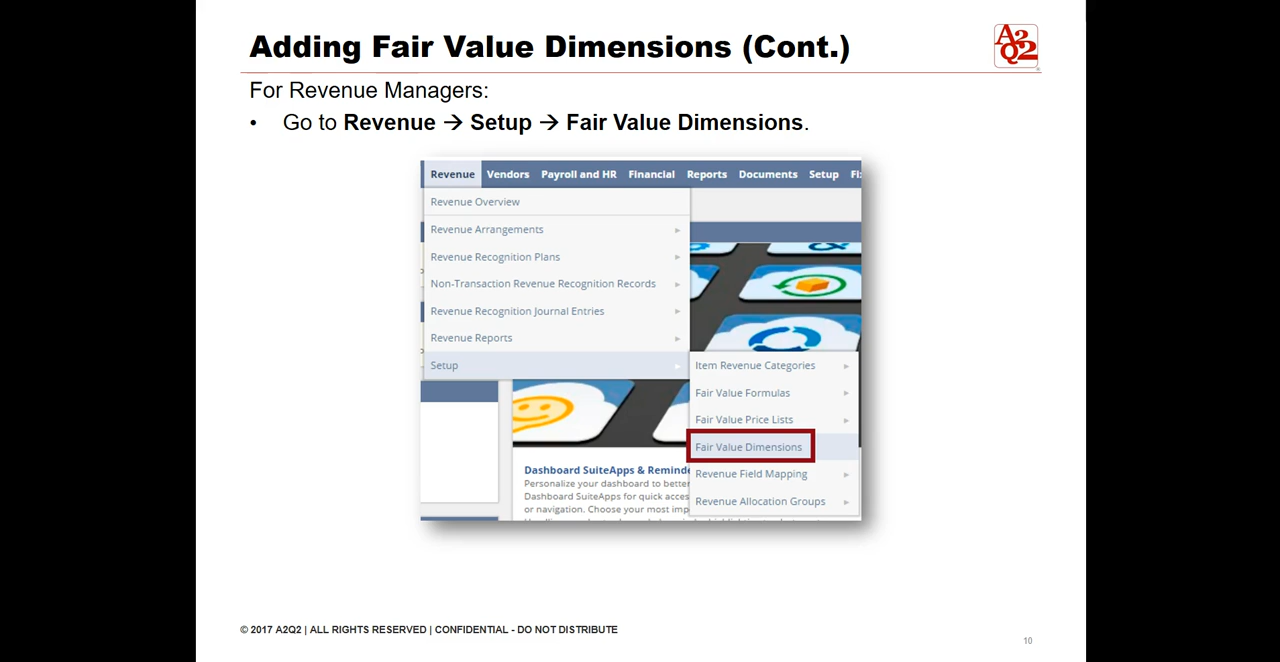 Adding Fair Value Dimensions (Cont.)
A2
Q2
For Revenue Managers:
• Go to Revenue → Setup → Fair Value Dimensions.
Revenue Vendors Payroll and HR Financial Reports Documents Setup
Revenue Overview
Revenue Arrangements
Revenue Recognition Plans
Non-Transaction Revenue Recognition Records
Revenue Recognition Journal Entries
Revenue Reports
Setup
Item Revenue Categories
Fair Value Formulas
Fair Value Price Lists
Fair Value Dimensions
Revenue Field Mapping
Revenue Allocation Groups
Dashboard SuiteApps & Reminde
Personalize your dashboard to better
Dashboard SuiteApps for quick acces
or navigation. Choose your most imp
© 2017 A2Q2 | ALL RIGHTS RESERVED | CONFIDENTIAL - DO NOT DISTRIBUTE
10